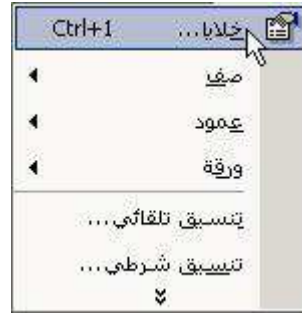 خلايا... Ctrl+1
صف
عمود
ورقة
تنسيق تلقائي...
تنسيق شرطي...